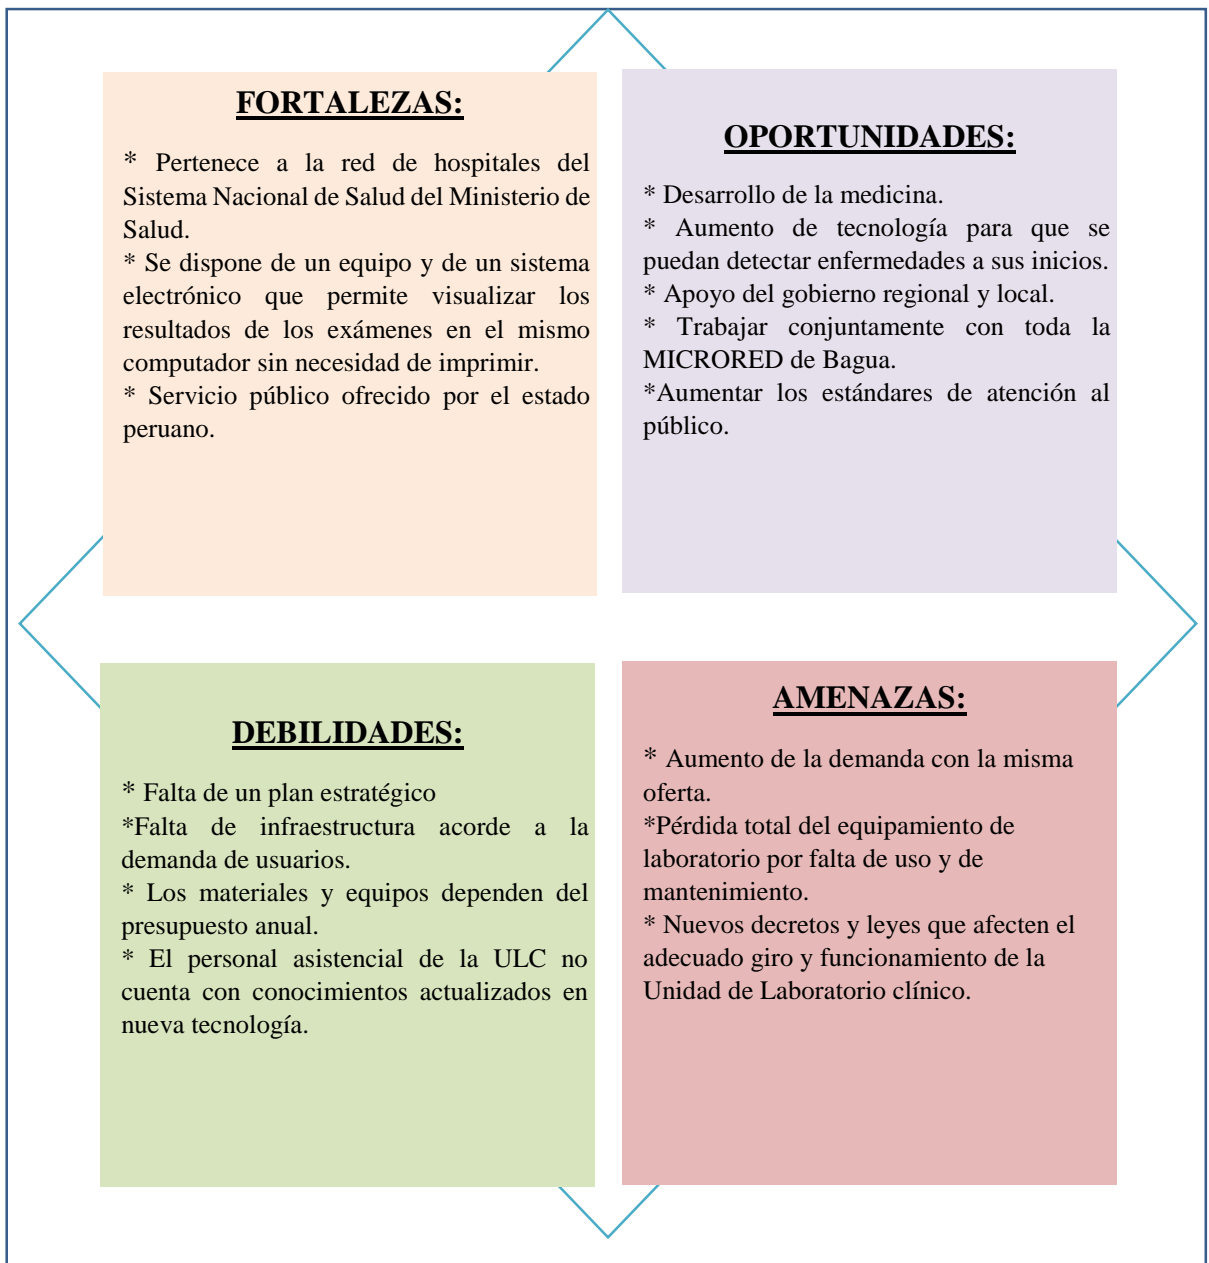 FORTALEZAS:
* Pertenece a la red de hospitales del
Sistema Nacional de Salud del Ministerio de
Salud.
* Se dispone de un equipo y de un sistema
electrónico que permite visualizar los
resultados de los exámenes en el mismo
computador sin necesidad de imprimir.
* Servicio público ofrecido por el estado
peruano.
OPORTUNIDADES:
* Desarrollo de la medicina.
* Aumento de tecnología para que se
puedan detectar enfermedades a sus inicios.
* Apoyo del gobierno regional y local.
* Trabajar conjuntamente con toda la
MICRORED de Bagua.
*Aumentar los estándares de atención al
público.
DEBILIDADES:
* Falta de un plan estratégico
*Falta de infraestructura acorde a la
demanda de usuarios.
* Los materiales y equipos dependen del
presupuesto anual.
* El personal asistencial de la ULC no
cuenta con conocimientos actualizados en
nueva tecnología.
AMENAZAS:
* Aumento de la demanda con la misma
oferta.
*Pérdida total del equipamiento de
laboratorio por falta de uso y de
mantenimiento.
* Nuevos decretos y leyes que afecten el
adecuado giro y funcionamiento de la
Unidad de Laboratorio clínico.